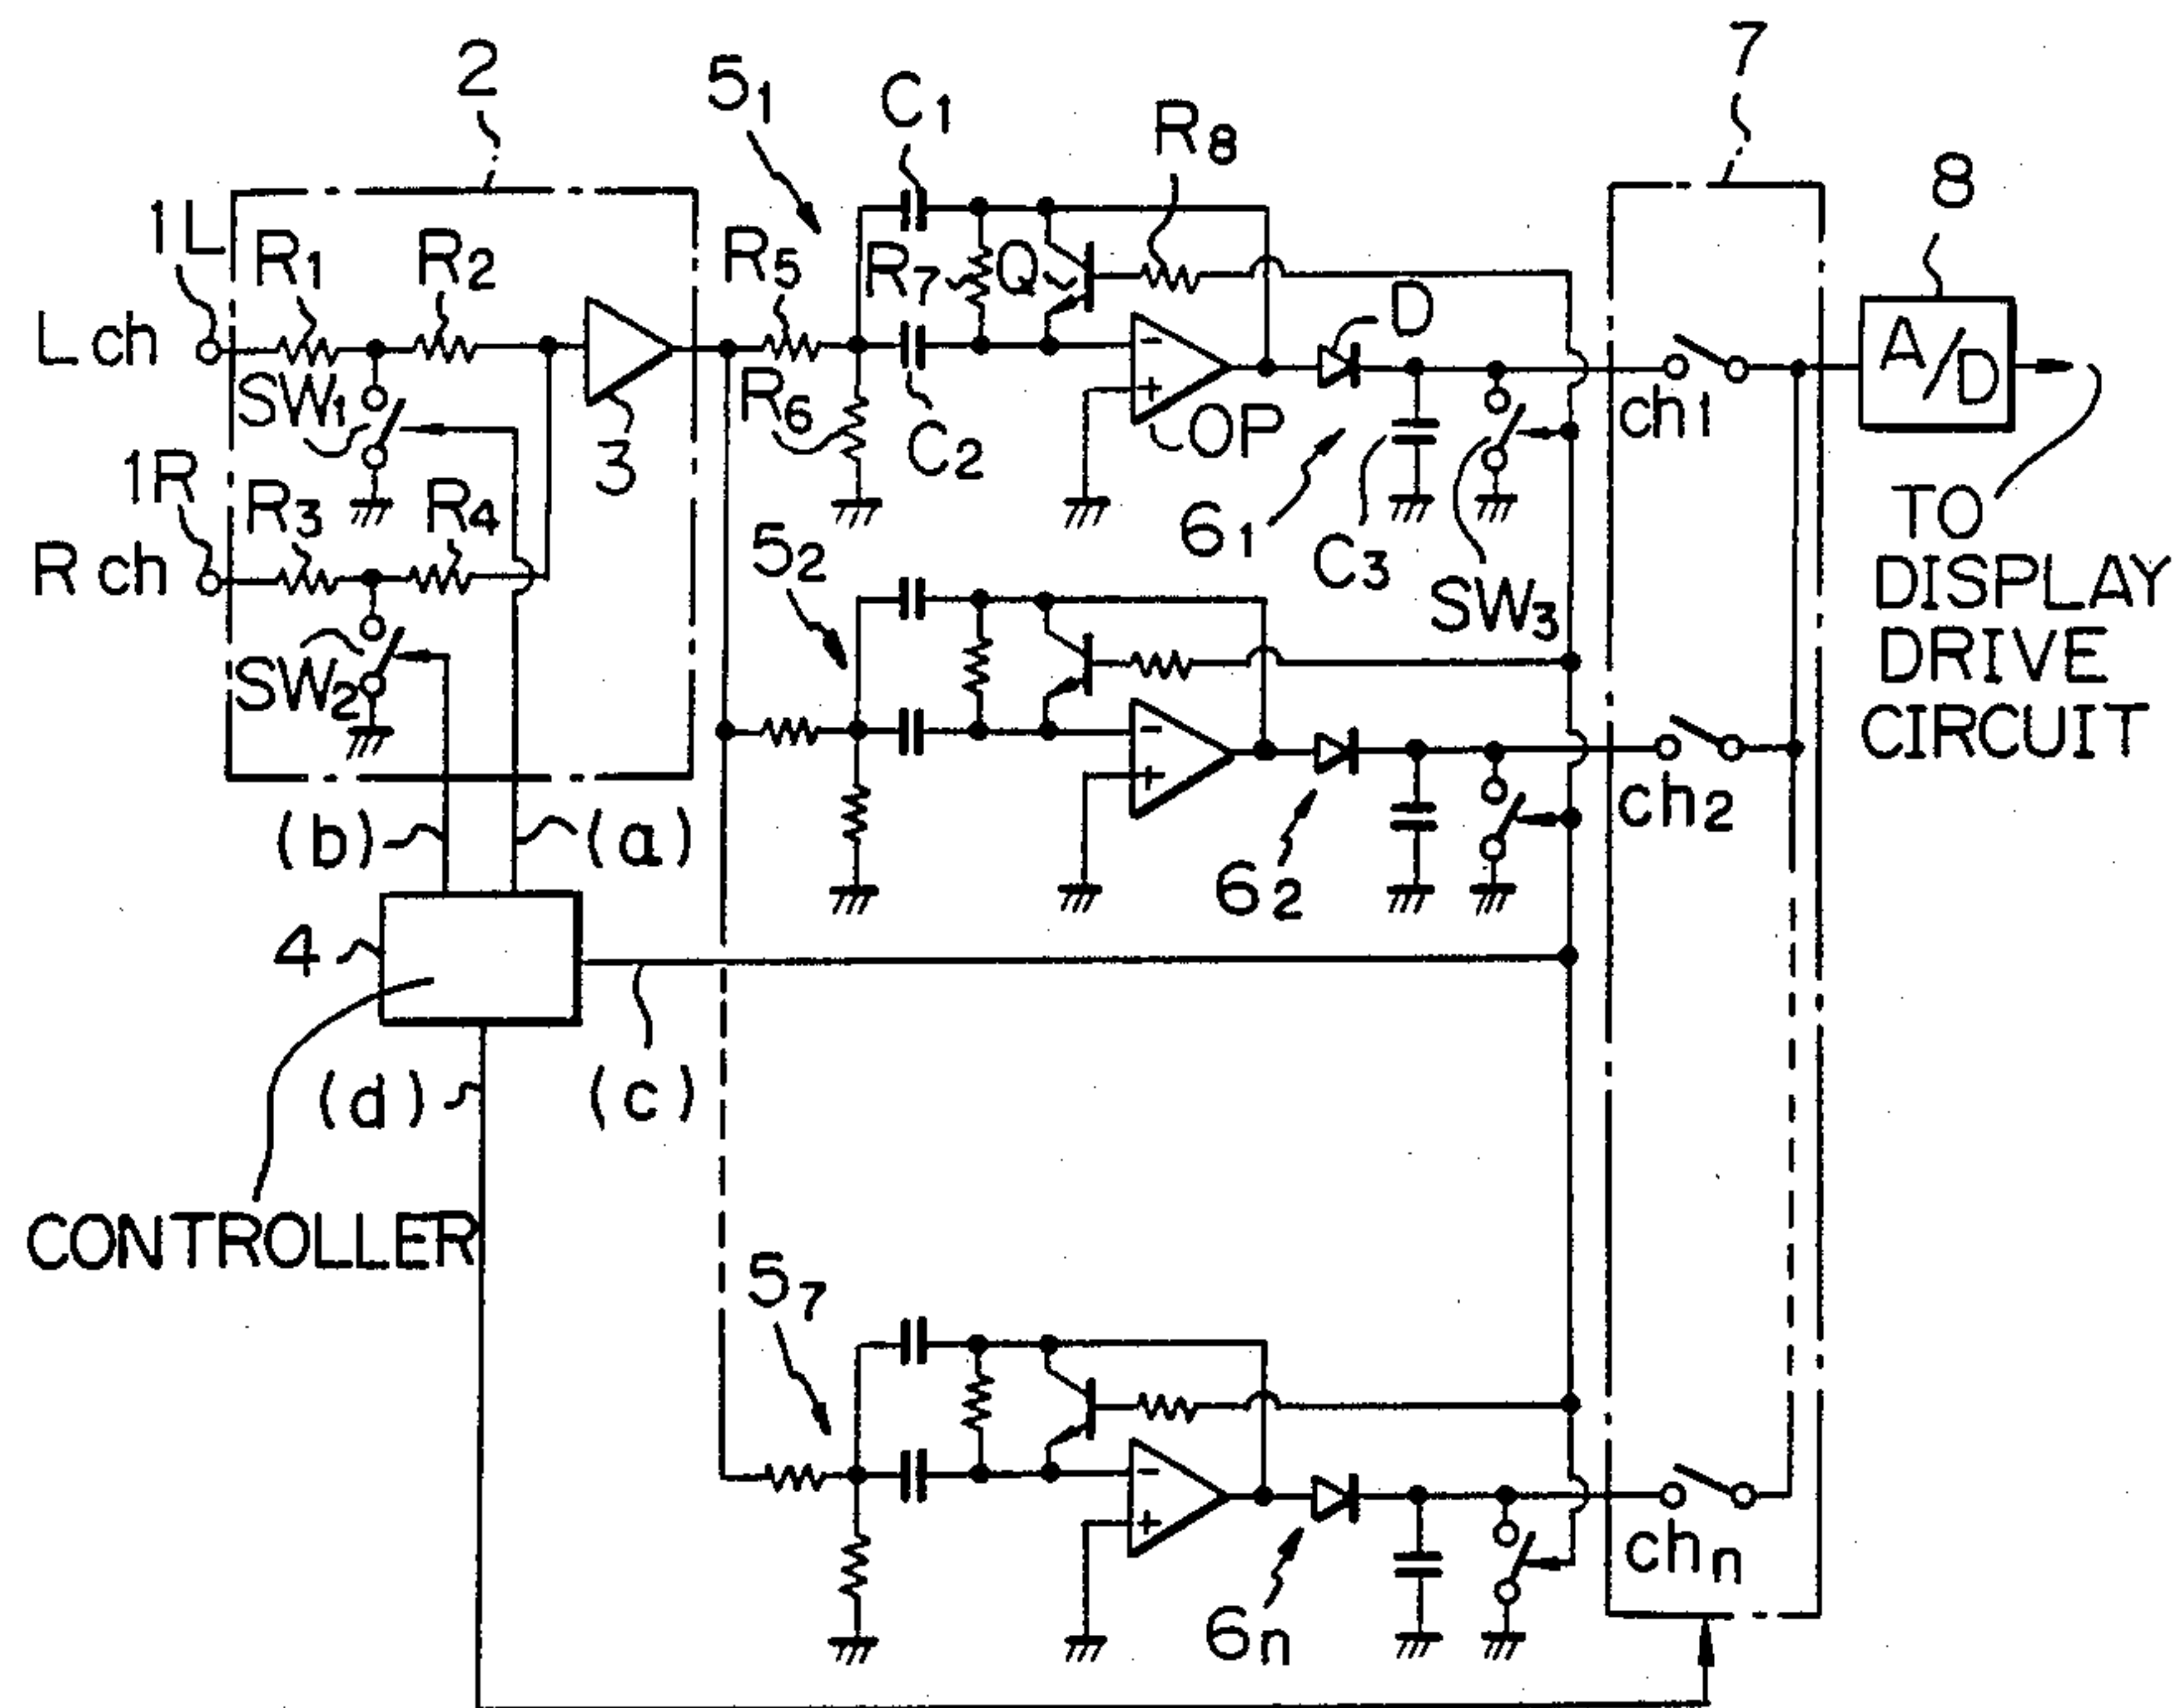 2
5₁
C₁
R₈
7
8
1L
R₁
R₂
R₅
R₇
Q
D
A/D
L ch
SW₁
3
R₆
C₂
OP
ch₁
1R
R₃
R₄
5₂
6₁
C₃
SW₃
TO
DISPLAY
DRIVE
CIRCUIT
R ch
SW₂
(b)
(a)
6₂
ch₂
4
(d)
(c)
CONTROLLER
5₇
6n
chn
−
+
−
+
−
+